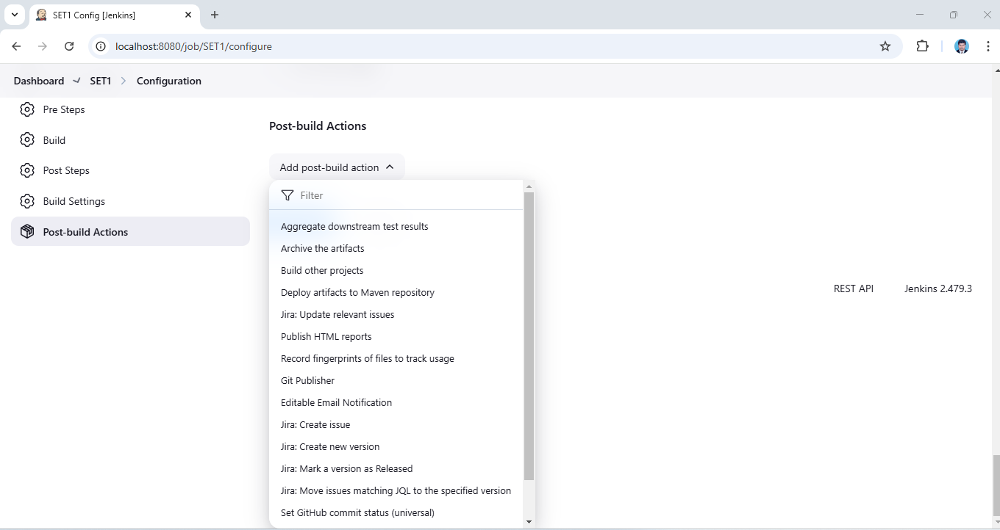 SET1 Config [Jenkins]
localhost:8080/job/SET1/configure
Dashboard SET1 Configuration
Pre Steps
Build
Post Steps
Build Settings
Post-build Actions
Post-build Actions
Add post-build action
Filter
Aggregate downstream test results
Archive the artifacts
Build other projects
Deploy artifacts to Maven repository
Jira: Update relevant issues
Publish HTML reports
Record fingerprints of files to track usage
Git Publisher
Editable Email Notification
Jira: Create issue
Jira: Create new version
Jira: Mark a version as Released
Jira: Move issues matching JQL to the specified version
Set GitHub commit status (universal)
REST API Jenkins 2.479.3